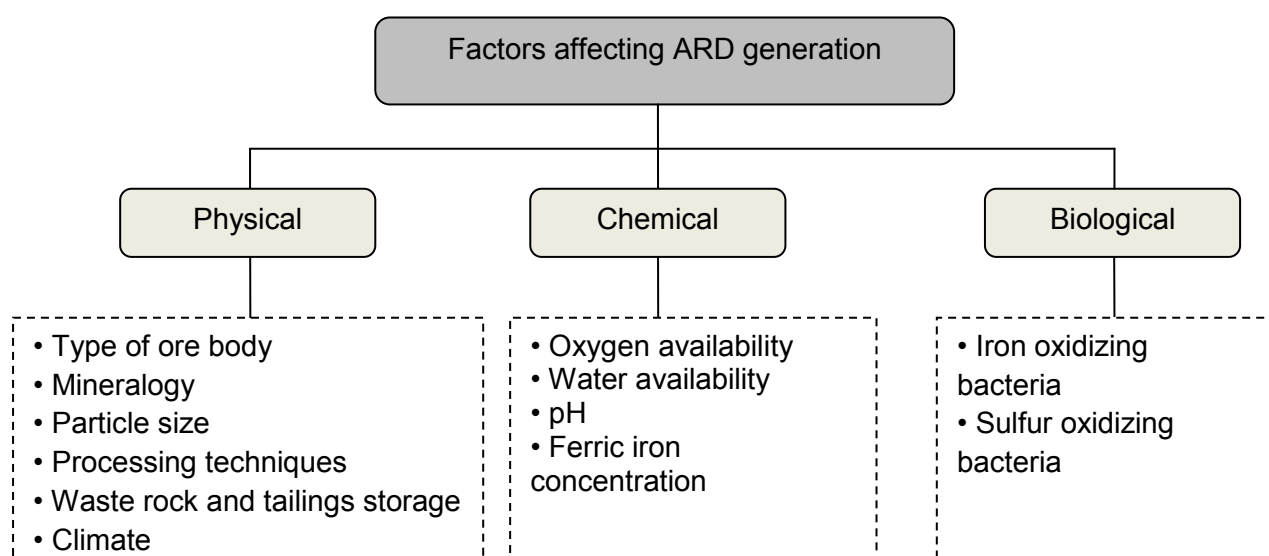 Factors affecting ARD generation
Physical
Chemical
Biological
• Type of ore body
• Mineralogy
• Particle size
• Processing techniques
• Waste rock and tailings storage
• Climate
• Oxygen availability
• Water availability
• pH
• Ferric iron
concentration
• Iron oxidizing
bacteria
• Sulfur oxidizing
bacteria